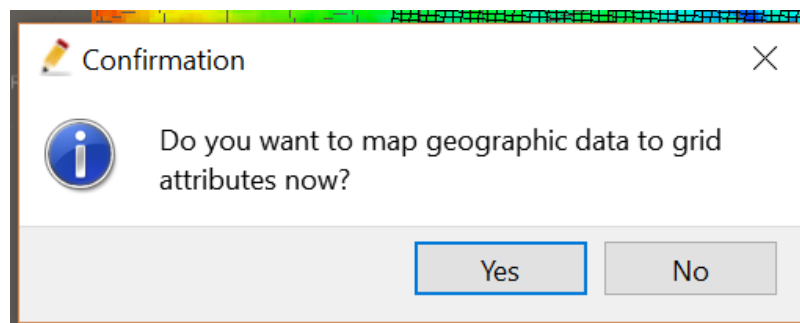 Confirmation
Do you want to map geographic data to grid
attributes now?
Yes
No